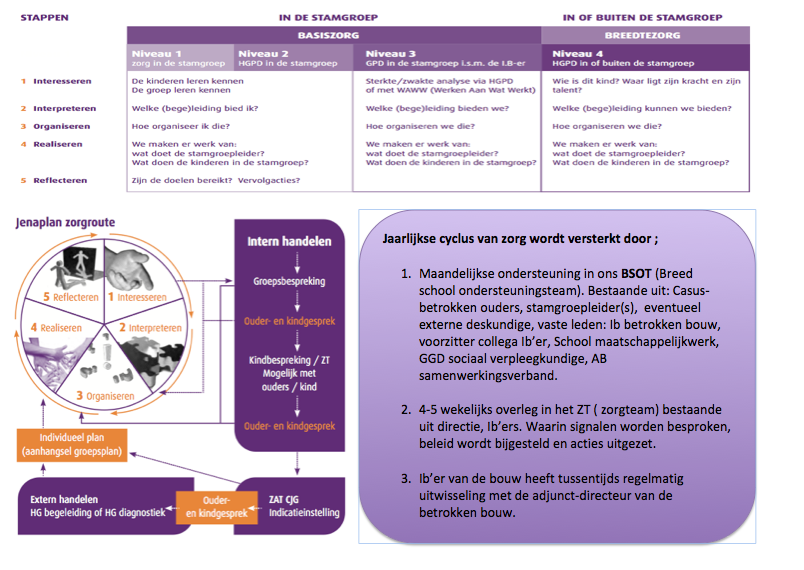 STAPPEN
IN DE STAMGROEP
IN OF BUITEN DE STAMGROEP
BASISZORG
BREEDTEZORG
Niveau 1
zorg in de stamgroep
Niveau 2
HGPD in de stamgroep
Niveau 3
GPD in de stamgroep i.s.m. de I.B-er
Niveau 4
HGPD in of buiten de stamgroep
1 Interesseren
De kinderen leren kennen
De groep leren kennen
Sterkte/zwakte analyse via HGPD
of met WAWW (Werken Aan Wat Werkt)
Wie is dit kind? Waar ligt zijn kracht en zijn
talent?
2 Interpreteren
Welke (bege)leiding bied ik?
Welke (bege)leiding bieden we?
Welke (bege)leiding kunnen we bieden?
3 Organiseren
Hoe organiseer ik die?
Hoe organiseren we die?
Hoe organiseren we die?
4 Realiseren
We maken er werk van:
wat doet de stamgroepleider?
Wat doen de kinderen in de stamgroep?
We maken er werk van:
wat doet de stamgroepleider?
Wat doen de kinderen in de stamgroep?
We maken er werk van:
wat doet de stamgroepleider?
Wat doen de kinderen in de stamgroep?
5 Reflecteren
Zijn de doelen bereikt? Vervolgacties?
Jenaplan zorgroute
5 Reflecteren
1 Interesseren
4 Realiseren
2 Interpreteren
3 Organiseren
Intern handelen
Groepsbespreking
Ouder- en kindgesprek
Kindbespreking / ZT
Mogelijk met
ouders / kind
Ouder- en kindgesprek
Individueel plan
(aanhangsel groepsplan)
Extern handelen
HG begeleiding of HG diagnostiek
Ouder-
en kindgesprek
ZAT CJG
Indicatieinstelling
Jaarlijkse cyclus van zorg wordt versterkt door ;
1. Maandelijkse ondersteuning in ons BSOT (Breed
school ondersteuningsteam). Bestaande uit: Casus-
betrokken ouders, stamgroepleider(s), eventueel
externe deskundige, vaste leden: Ib betrokken bouw,
voorzitter collega Ib'er, School maatschappelijkwerk,
GGD sociaal verpleegkundige, AB
samenwerkingsverband.
2. 4-5 wekelijks overleg in het ZT ( zorgteam) bestaande
uit directie, Ib'ers. Waarin signalen worden besproken,
beleid wordt bijgesteld en acties uitgezet.
3. Ib'er van de bouw heeft tussentijds regelmatig
uitwisseling met de adjunct-directeur van de
betrokken bouw.